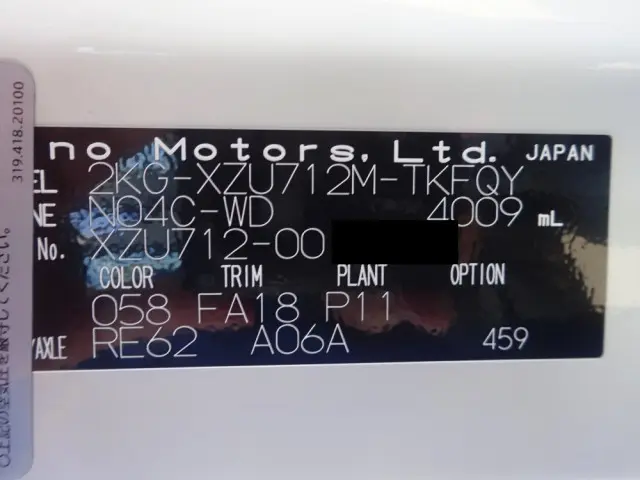 no Motors, Ltd. JAPAN
EL 2KG-XZU712M-TKFQY
NE N04C-WD 4009 mL
No. XZU712-00
COLOR TRIM PLANT OPTION
058 FA18 P11
/AXLE RE62 A06A 459
319.418.20100